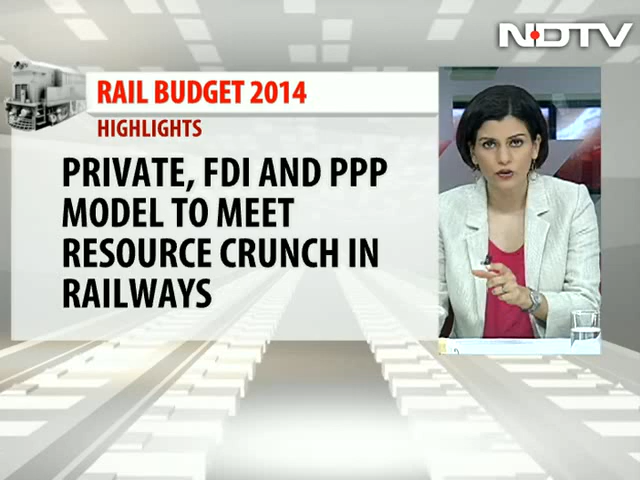 NDTV
RAIL BUDGET 2014
HIGHLIGHTS
PRIVATE, FDI AND PPP
MODEL TO MEET
RESOURCE CRUNCH IN
RAILWAYS